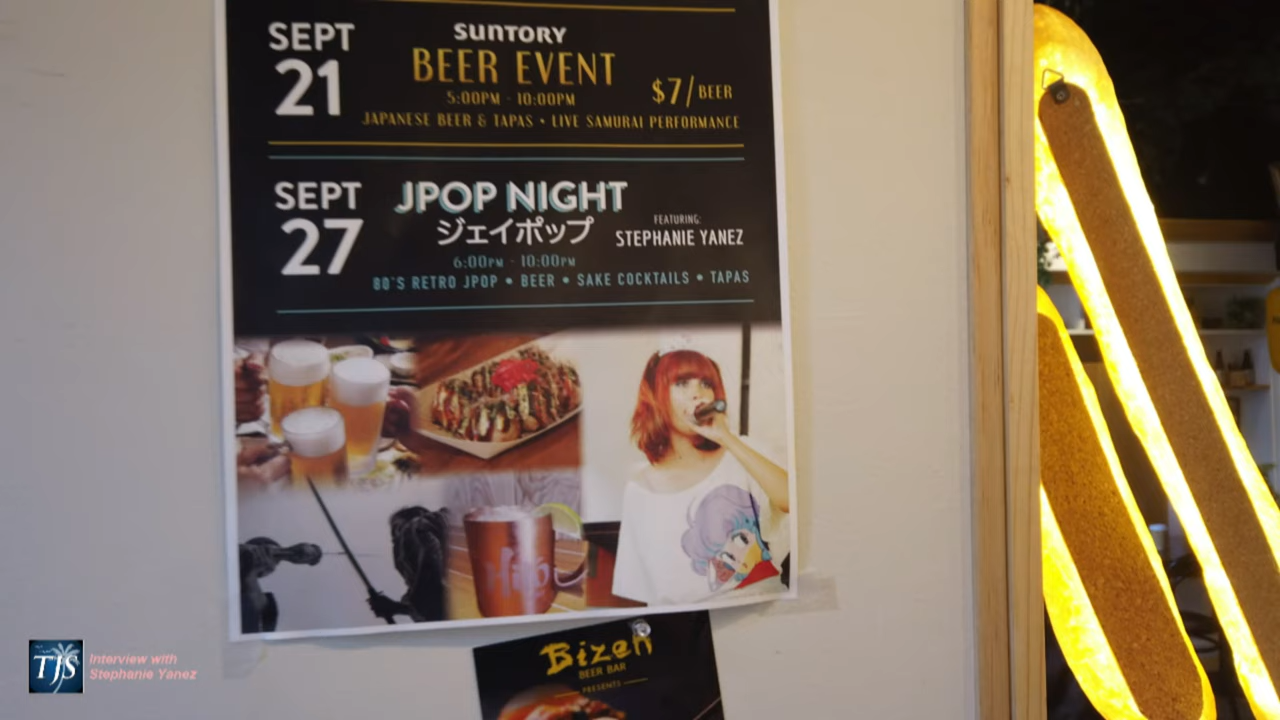 SEPT
21
SUNTORY
BEER EVENT
5:00PM - 10:00PM
$7/BEER
JAPANESE BEER & TAPAS • LIVE SAMURAI PERFORMANCE
SEPT
27
JPOP NIGHT
ジェイポップ
FEATURING:
STEPHANIE YANEZ
6:00PM - 10:00PM
80'S RETRO JPOP • BEER • SAKE COCKTAILS • TAPAS
Bizen
BEER BAR
PRESENTS
TJS
Interview with
Stephanie Yanez